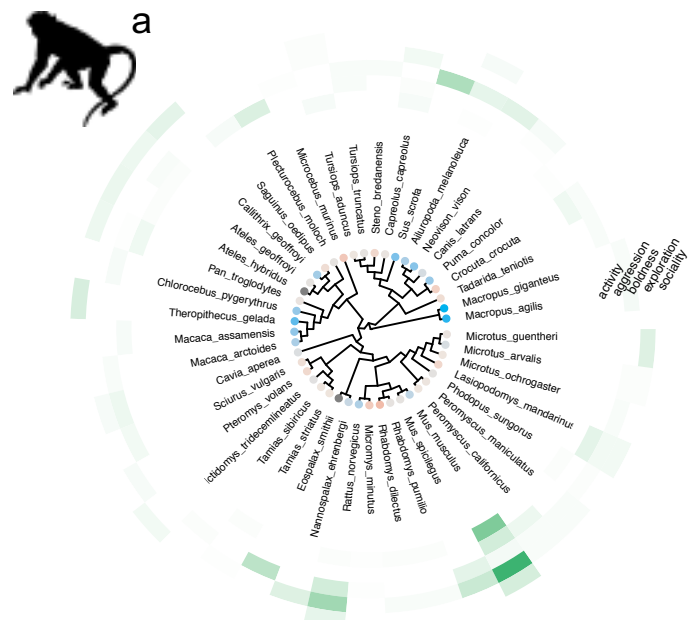 a
activity
aggression
boldness
exploration
sociality
Plecturocebus_moloch
Microcebus_murinus
Tursiops_aduncus
Tursiops_truncatus
Steno_bredanensis
Capreolus_capreolus
Sus_scrofa
Ailuropoda_melanoleuca
Neovison_vison
Canis_latrans
Puma_concolor
Crocuta_crocuta
Tadarida_teniotis
Macropus_giganteus
Macropus_agilis
Microtus_guentheri
Microtus_arvalis
Microtus_ochrogaster
Lasiopodomys_mandarinus
Phodopus_sungorus
Peromyscus_maniculatus
Peromyscus_californicus
Mus_musculus
Mus_spicilegus
Rhabdomys_pumilio
Rhabdomys_dilectus
Micromys_minutus
Rattus_norvegicus
Nannospalax_ehrenbergi
Eospalax_smithii
Tamias_striatus
Tamias_sibiricus
ictidomys_tridecemlineatus
Pteromys_volans
Sciurus_vulgaris
Cavia_aperea
Macaca_arctoides
Macaca_assamensis
Theropithecus_gelada
Chlorocebus_pygerythrus
Pan_troglodytes
Ateles_hybridus
Ateles_geoffroyi
Callithrix_geoffroyi
Saguinus_oedipus